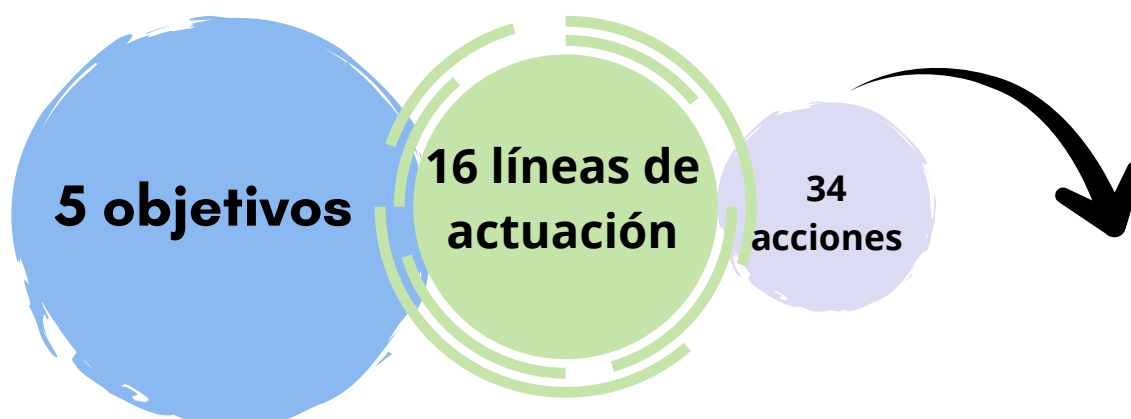 5 objetivos
16 líneas de
actuación
34
acciones